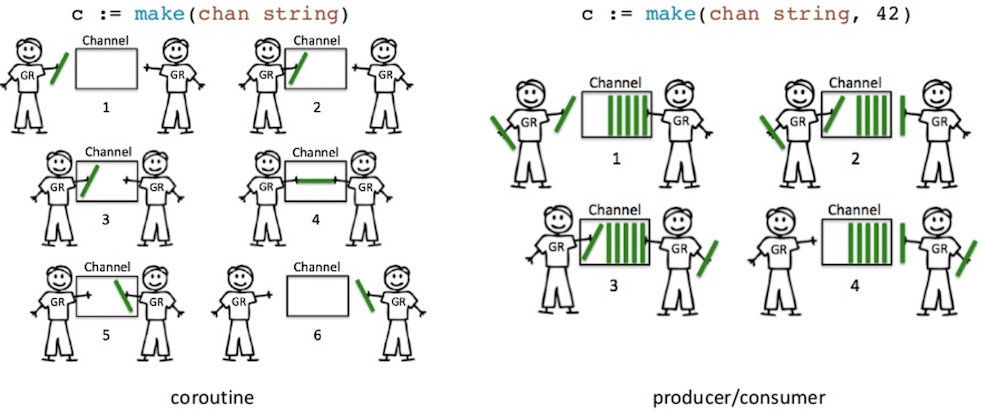 c := make(chan string)
c := make(chan string, 42)
Channel
GR
GR
1
Channel
GR
GR
2
Channel
GR
GR
3
Channel
GR
GR
4
Channel
GR
GR
5
Channel
GR
GR
6
Channel
GR
GR
1
Channel
GR
GR
2
Channel
GR
GR
3
Channel
GR
GR
4
coroutine
producer/consumer